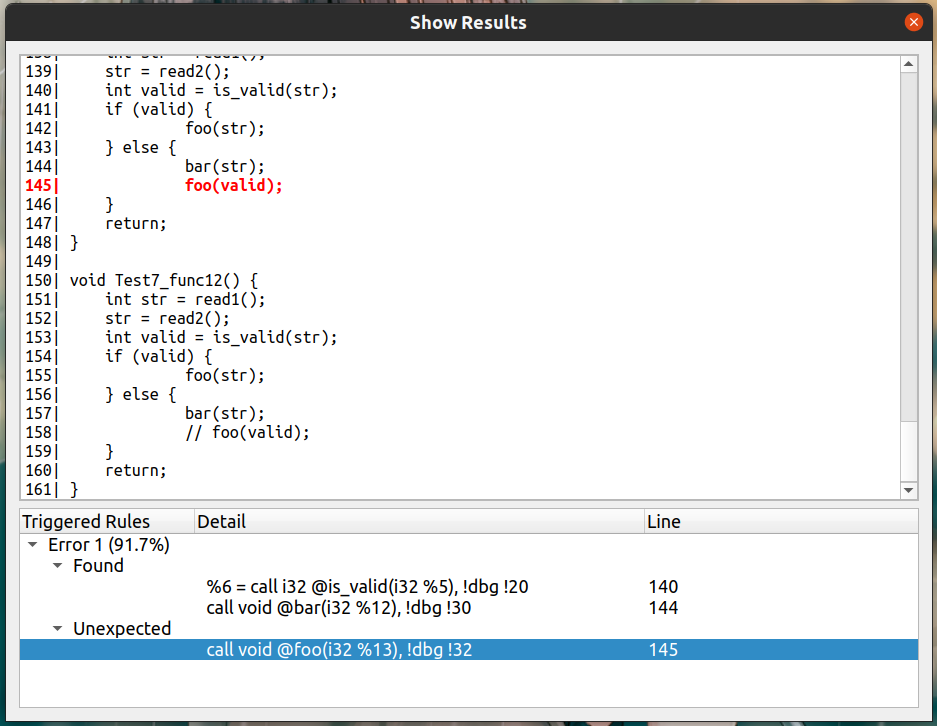 Show Results
139|     str = read2();
140|     int valid = is_valid(str);
141|     if (valid) {
142|              foo(str);
143|     } else {
144|              bar(str);
145|              foo(valid);
146|     }
147|     return;
148| }
149|
150| void Test7_func12() {
151|     int str = read1();
152|     str = read2();
153|     int valid = is_valid(str);
154|     if (valid) {
155|              foo(str);
156|     } else {
157|              bar(str);
158|              // foo(valid);
159|     }
160|     return;
161| }
Triggered Rules Detail Line
Error 1 (91.7%)
Found
%6 = call i32 @is_valid(i32 %5), !dbg !20 140
call void @bar(i32 %12), !dbg !30 144
Unexpected
call void @foo(i32 %13), !dbg !32 145